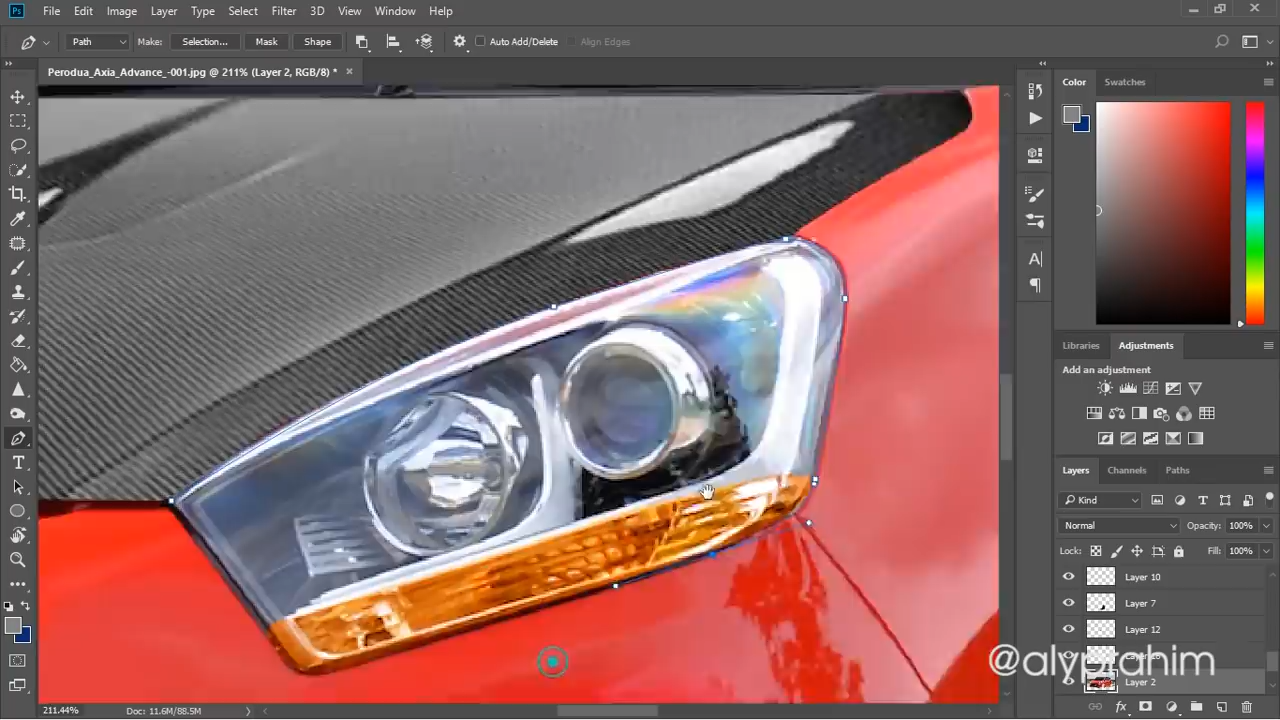 Ps File Edit Image Layer Type Select Filter 3D View Window Help
Path Make: Selection... Mask Shape Auto Add/Delete Align Edges
Perodua_Axia_Advance_-001.jpg @ 211% (Layer 2, RGB/8) *
Color Swatches
Libraries Adjustments
Add an adjustment
Layers Channels Paths
Kind
Normal Opacity: 100%
Lock: Fill: 100%
Layer 10
Layer 7
Layer 12
Layer 2
@alyprahim
211.44% Doc: 11.6M/88.5M